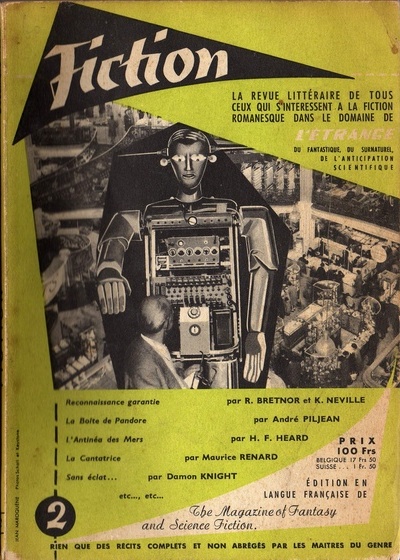 Fiction
LA REVUE LITTÉRAIRE DE TOUS
CEUX QUI S'INTERESSENT A LA FICTION
ROMANESQUE DANS LE DOMAINE DE
L'ÉTRANGE
DU FANTASTIQUE, DU SURNATUREL,
DE L'ANTICIPATION
SCIENTIFIQUE
Reconnaissance garantie par R. BRETNOR et K. NEVILLE
La Boîte de Pandore par André PILJEAN
L'Antinéa des Mers par H. F. HEARD
La Cantatrice par Maurice RENARD
Sans éclat... par Damon KNIGHT
etc..., etc...
PRIX
100 Frs
BELGIQUE 17 Frs 50
SUISSE . . . 1 Fr. 50
ÉDITION EN
LANGUE FRANÇAISE DE
The Magazine of Fantasy
and Science Fiction.
2
RIEN QUE DES RÉCITS COMPLETS ET NON ABRÉGÉS PAR LES MAITRES DU GENRE